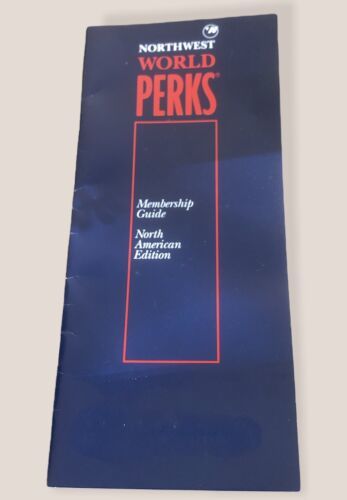 NORTHWEST
WORLD
PERKS®
Membership
Guide
North
American
Edition